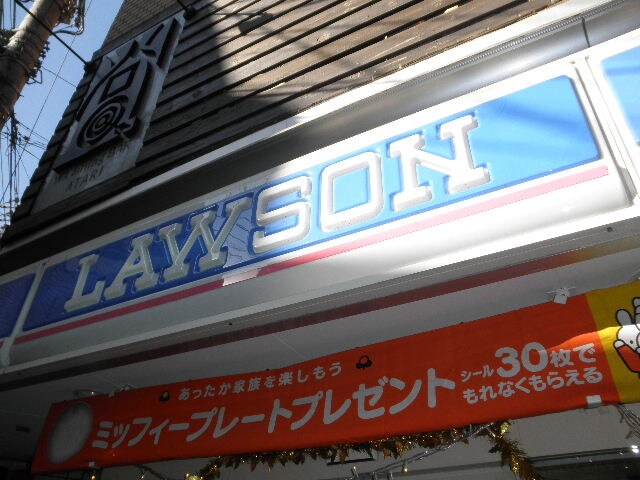 ATARI
LAWSON
あったか家族を楽しもう
ミッフィープレートプレゼント
シール30枚で
もれなくもらえる